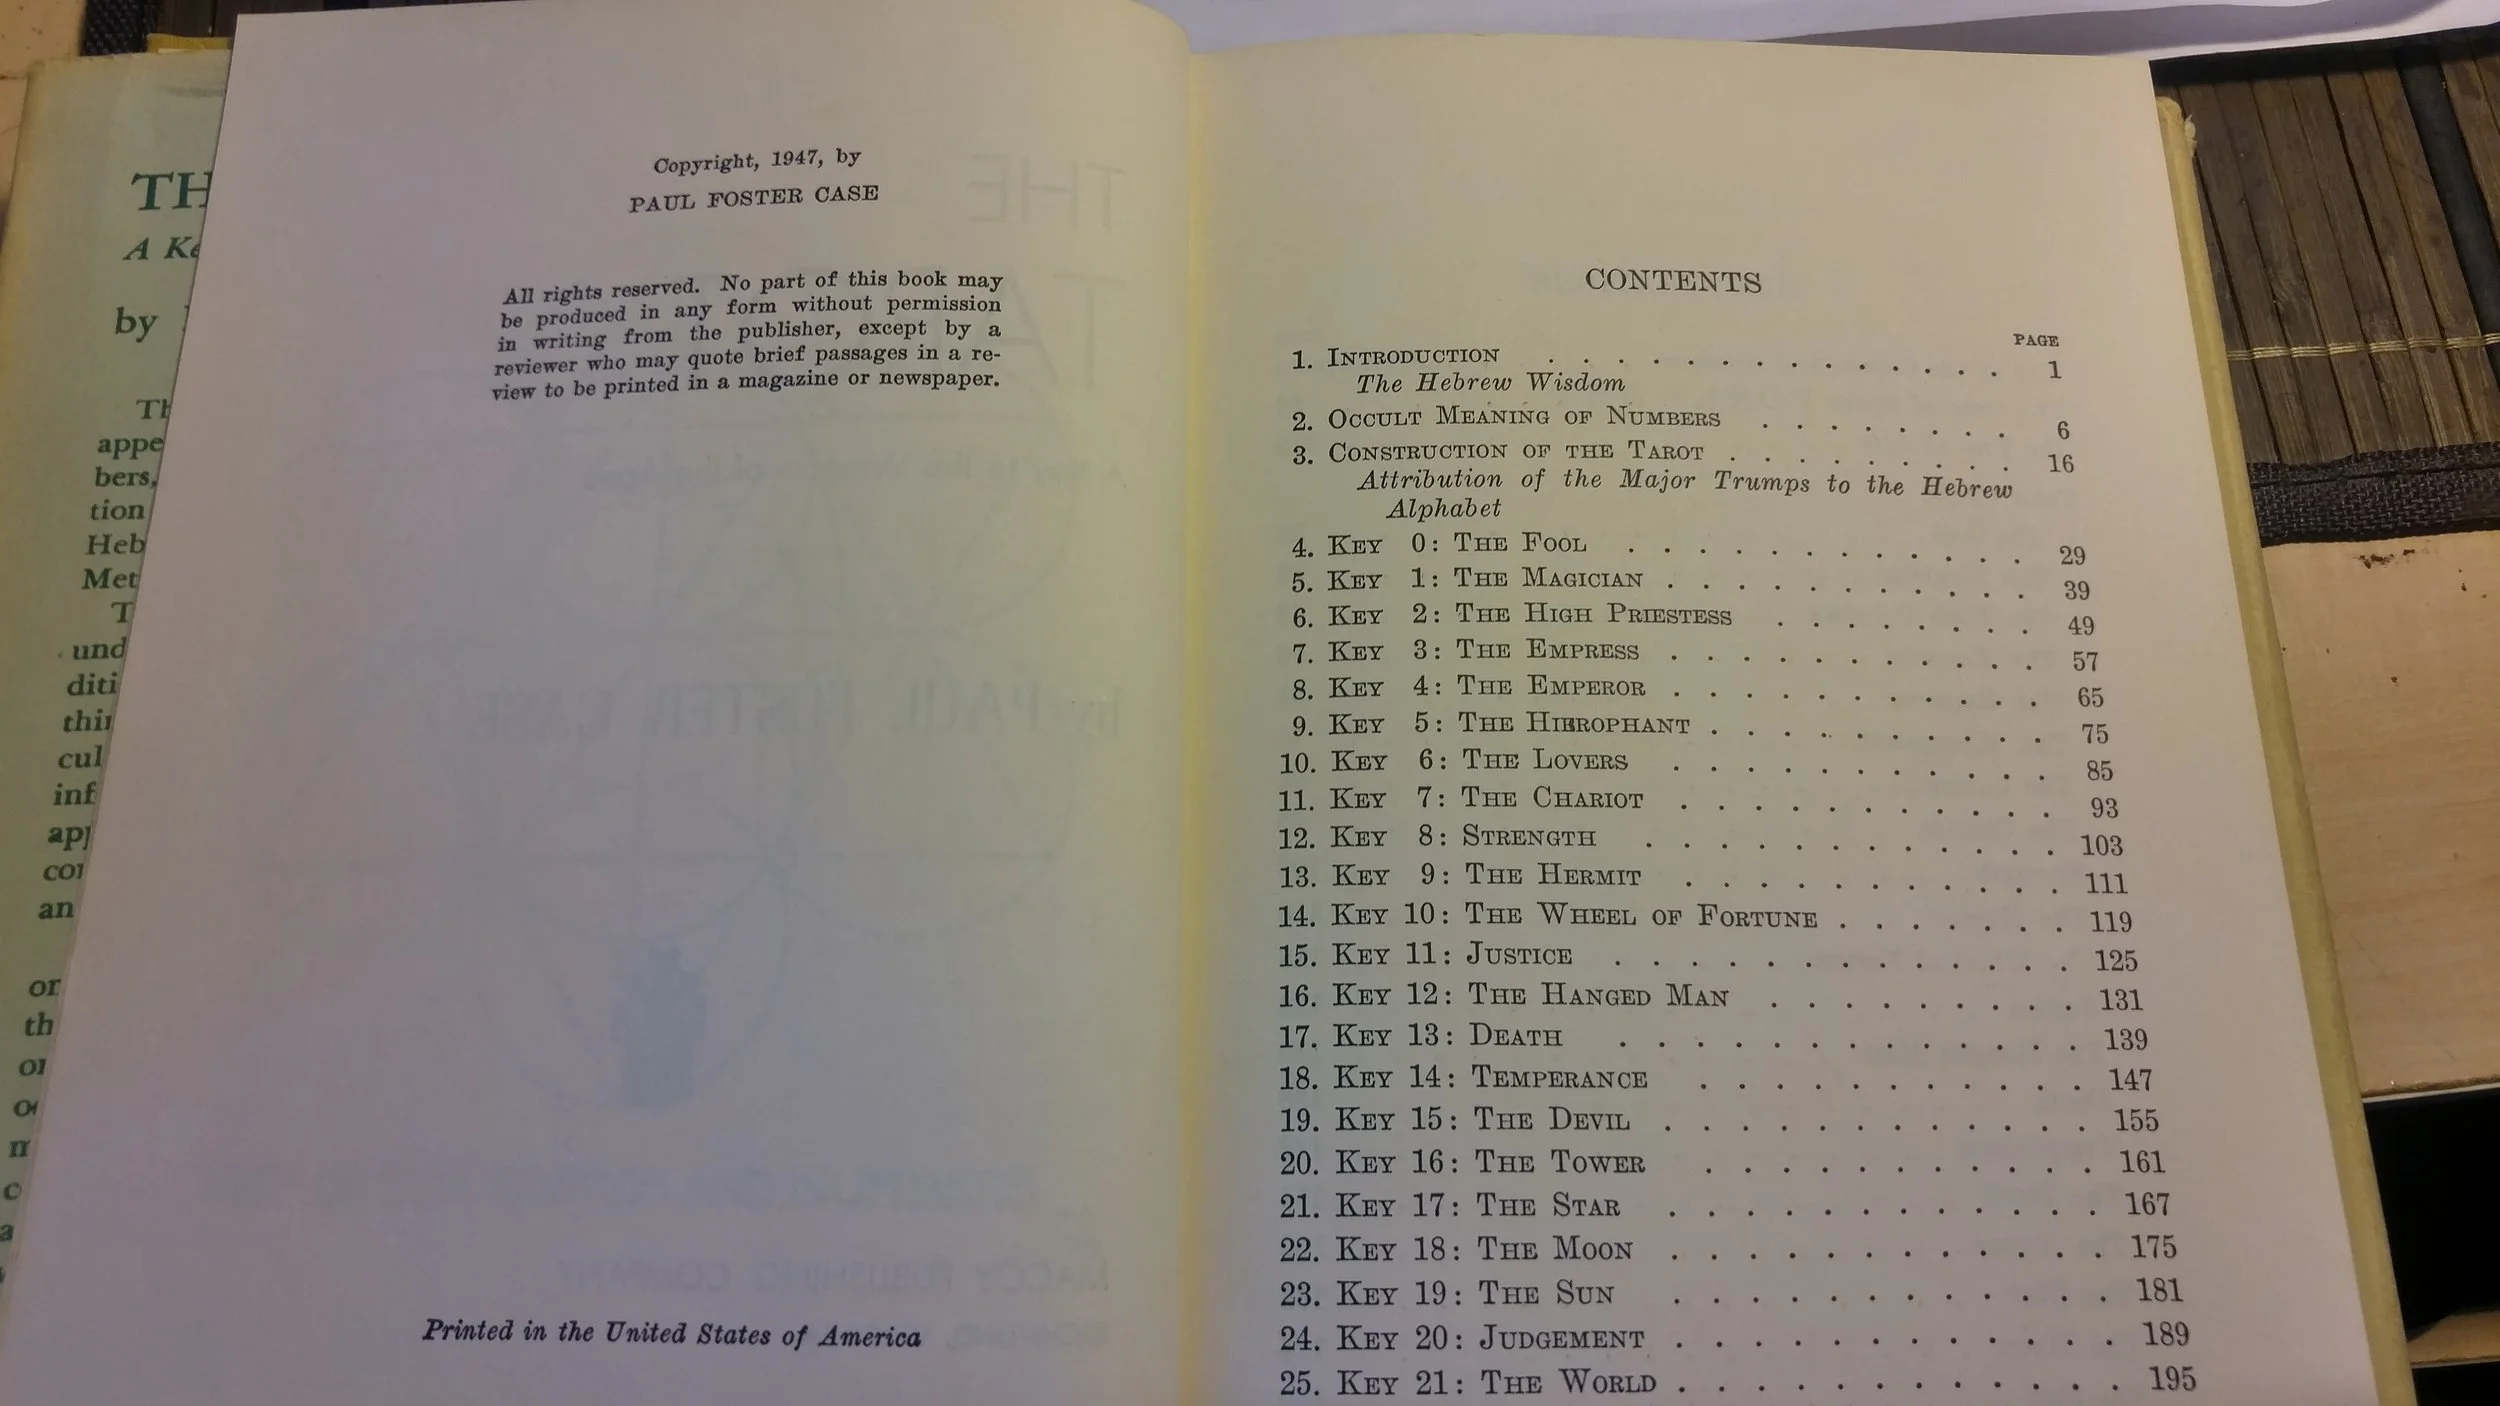 TH
A Ke
by
Th
appe
bers,
tion
Heb
Met
T
und
diti
thin
cul
inf
app
con
an
or
th
or
m
c
a
Copyright, 1947, by
PAUL FOSTER CASE
All rights reserved. No part of this book may
be produced in any form without permission
in writing from the publisher, except by a
reviewer who may quote brief passages in a re-
view to be printed in a magazine or newspaper.
Printed in the United States of America
CONTENTS
PAGE
1. INTRODUCTION . . . . . . . . . . . . . 1
The Hebrew Wisdom
2. OCCULT MEANING OF NUMBERS . . . . . . . 6
3. CONSTRUCTION OF THE TAROT . . . . . . . . 16
Attribution of the Major Trumps to the Hebrew
Alphabet
4. KEY 0: THE FOOL . . . . . . . . . . . 29
5. KEY 1: THE MAGICIAN . . . . . . . . . . 39
6. KEY 2: THE HIGH PRIESTESS . . . . . . . . 49
7. KEY 3: THE EMPRESS . . . . . . . . . . . 57
8. KEY 4: THE EMPEROR . . . . . . . . . . . 65
9. KEY 5: THE HIEROPHANT . . . . . . . . . . 75
10. KEY 6: THE LOVERS . . . . . . . . . . . 85
11. KEY 7: THE CHARIOT . . . . . . . . . . . 93
12. KEY 8: STRENGTH . . . . . . . . . . . . 103
13. KEY 9: THE HERMIT . . . . . . . . . . . 111
14. KEY 10: THE WHEEL OF FORTUNE . . . . . . . 119
15. KEY 11: JUSTICE . . . . . . . . . . . . . 125
16. KEY 12: THE HANGED MAN . . . . . . . . . 131
17. KEY 13: DEATH . . . . . . . . . . . . . 139
18. KEY 14: TEMPERANCE . . . . . . . . . . . 147
19. KEY 15: THE DEVIL . . . . . . . . . . . . 155
20. KEY 16: THE TOWER . . . . . . . . . . . 161
21. KEY 17: THE STAR . . . . . . . . . . . . 167
22. KEY 18: THE MOON . . . . . . . . . . . . 175
23. KEY 19: THE SUN . . . . . . . . . . . . 181
24. KEY 20: JUDGEMENT . . . . . . . . . . . . 189
25. KEY 21: THE WORLD . . . . . . . . . . . . 195